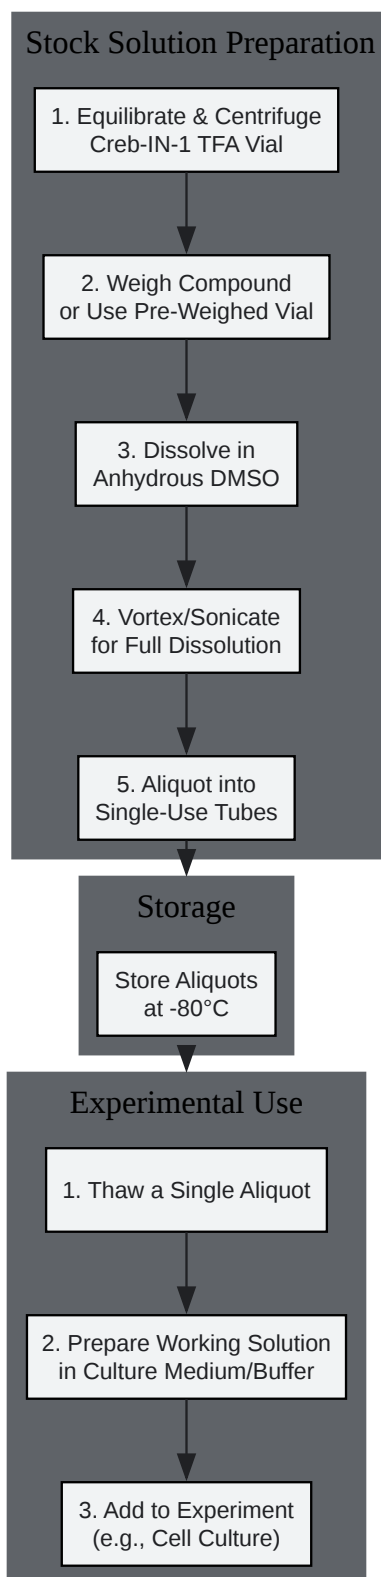 Stock Solution Preparation
1. Equilibrate & Centrifuge
Creb-IN-1 TFA Vial
2. Weigh Compound
or Use Pre-Weighed Vial
3. Dissolve in
Anhydrous DMSO
4. Vortex/Sonicate
for Full Dissolution
5. Aliquot into
Single-Use Tubes
Storage
Store Aliquots
at -80°C
Experimental Use
1. Thaw a Single Aliquot
2. Prepare Working Solution
in Culture Medium/Buffer
3. Add to Experiment
(e.g., Cell Culture)